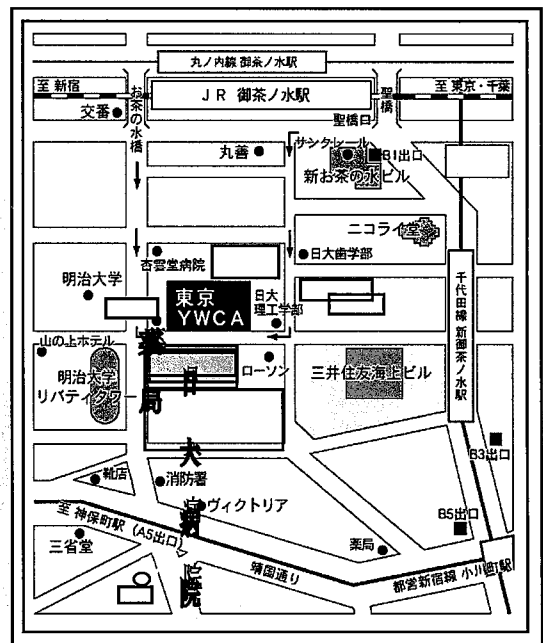 丸ノ内線 御茶ノ水駅
至 新宿
お茶の水橋
JR 御茶ノ水駅
聖橋
至 東京・千葉
交番
聖橋口
丸善
サンクレール
B1出口
新お茶の水ビル
ニコライ堂
杏雲堂病院
日大歯学部
明治大学
東京
YWCA
日大
理工学部
千代田線 新御茶ノ水駅
山の上ホテル
薬局
明治大学
リバティタワー
ローソン
三井住友海上ビル
日
大
病
院
B3出口
靴店
消防署
ヴィクトリア
B5出口
至 神保町駅 (A5出口)
三省堂
靖国通り
薬局
都営新宿線 小川町駅